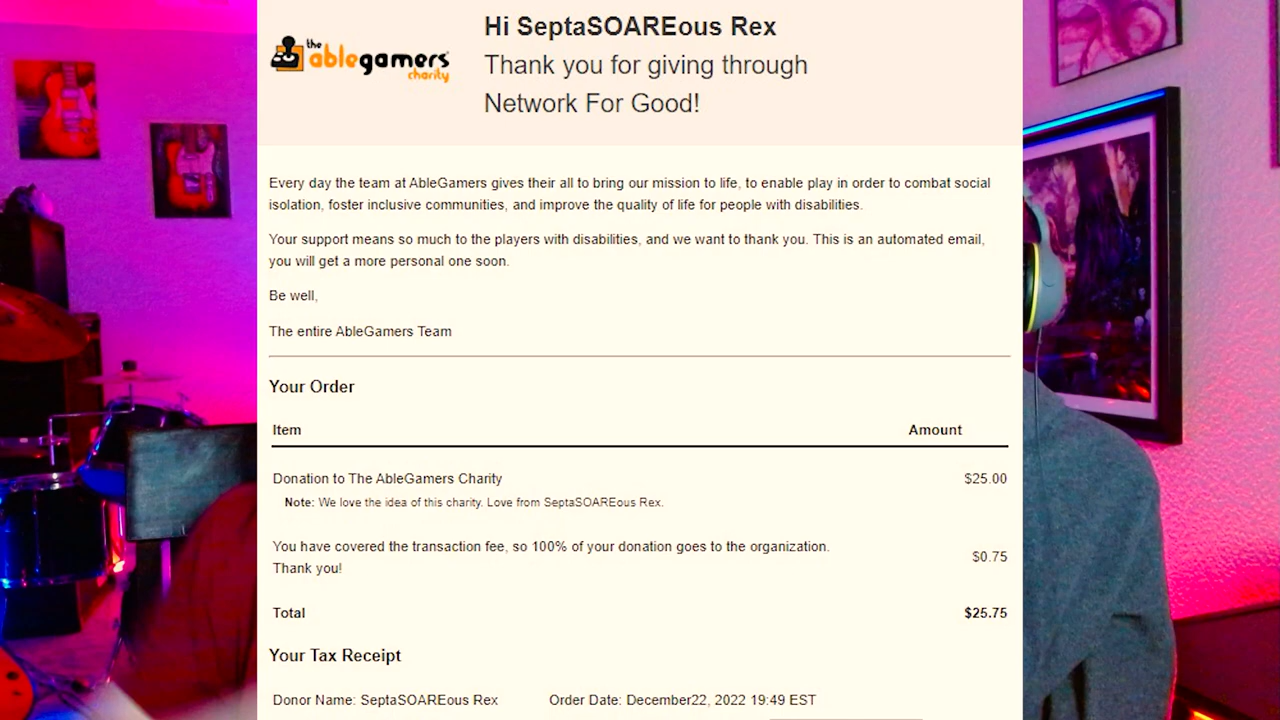 the
ablegamers
charity
Hi SeptaSOAREous Rex
Thank you for giving through
Network For Good!
Every day the team at AbleGamers gives their all to bring our mission to life, to enable play in order to combat social
isolation, foster inclusive communities, and improve the quality of life for people with disabilities.
Your support means so much to the players with disabilities, and we want to thank you. This is an automated email,
you will get a more personal one soon.
Be well,
The entire AbleGamers Team
Your Order
Item Amount
Donation to The AbleGamers Charity $25.00
Note: We love the idea of this charity. Love from SeptaSOAREous Rex.
You have covered the transaction fee, so 100% of your donation goes to the organization.
Thank you! $0.75
Total $25.75
Your Tax Receipt
Donor Name: SeptaSOAREous Rex Order Date: December22, 2022 19:49 EST